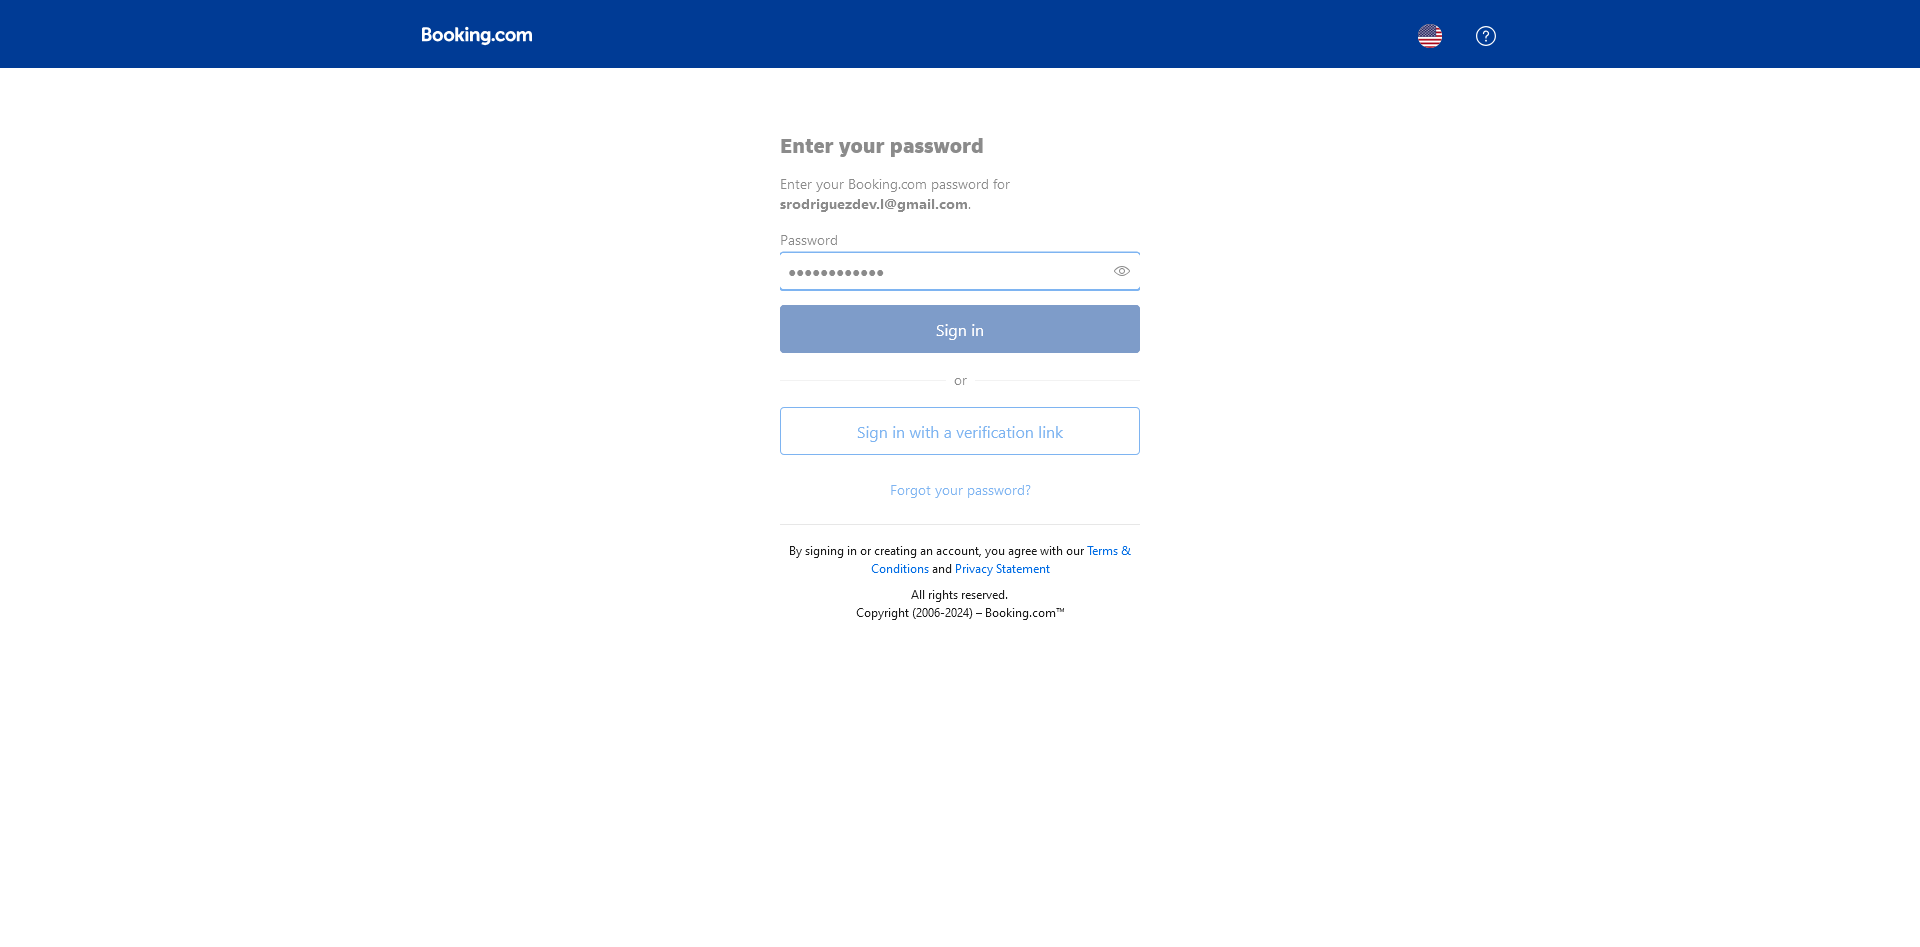 Booking.com
Enter your password
Enter your Booking.com password for
srodriguezdev.l@gmail.com.
Password
••••••••••••
Sign in
or
Sign in with a verification link
Forgot your password?
By signing in or creating an account, you agree with our Terms &
Conditions and Privacy Statement
All rights reserved.
Copyright (2006-2024) – Booking.com™